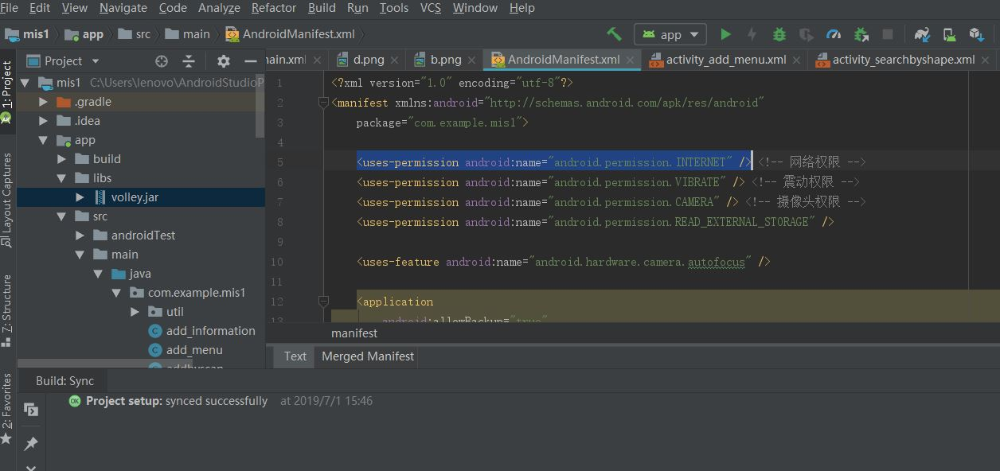 File Edit View Navigate Code Analyze Refactor Build Run Tools VCS Window Help
mis1 app src main AndroidManifest.xml app
Project
ain.xml d.png b.png AndroidManifest.xml activity_add_menu.xml activity_searchbyshape.xml
1: Project
Layout Captures
7: Structure
2: Favorites
mis1 C:\Users\lenovo\AndroidStudioP
.gradle
.idea
app
build
libs
volley.jar
src
androidTest
main
java
com.example.mis1
util
add_information
add_menu
addbyscan
1 <?xml version="1.0" encoding="utf-8"?>
2 <manifest xmlns:android="http://schemas.android.com/apk/res/android"
3 package="com.example.mis1">
4
5 <uses-permission android:name="android.permission.INTERNET" /> <!-- 网络权限 -->
6 <uses-permission android:name="android.permission.VIBRATE" /> <!-- 震动权限 -->
7 <uses-permission android:name="android.permission.CAMERA" /> <!-- 摄像头权限 -->
8 <uses-permission android:name="android.permission.READ_EXTERNAL_STORAGE" />
9
10 <uses-feature android:name="android.hardware.camera.autofocus" />
11
12 <application
13 android:allowBackup="true"
manifest
Text Merged Manifest
Build: Sync
OK Project setup: synced successfully at 2019/7/1 15:46